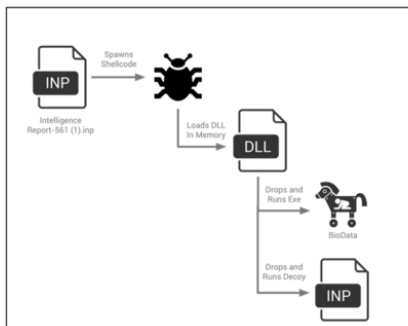 Spawns
Shellcode
INP
Intelligence
Report-561 (1).inp
Loads DLL
In Memory
DLL
Drops and
Runs Exe
BioData
Drops and
Runs Decoy
INP